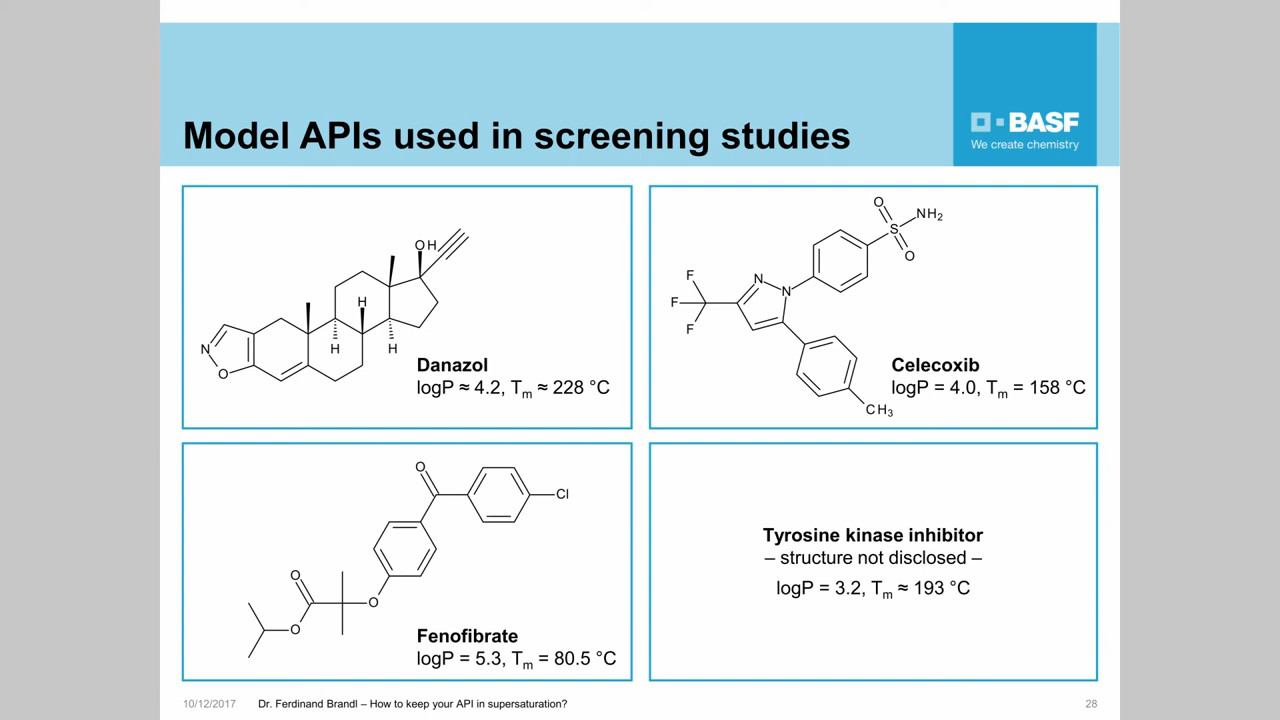 Model APIs used in screening studies
BASF
We create chemistry
OH
H
H
H
N
O
Danazol
logP ≈ 4.2, Tm ≈ 228 °C
O
S
NH2
O
F
F
F
N
N
CH3
Celecoxib
logP = 4.0, Tm = 158 °C
O
Cl
O
O
O
Fenofibrate
logP = 5.3, Tm = 80.5 °C
Tyrosine kinase inhibitor
– structure not disclosed –
logP = 3.2, Tm ≈ 193 °C
10/12/2017 Dr. Ferdinand Brandl – How to keep your API in supersaturation? 28